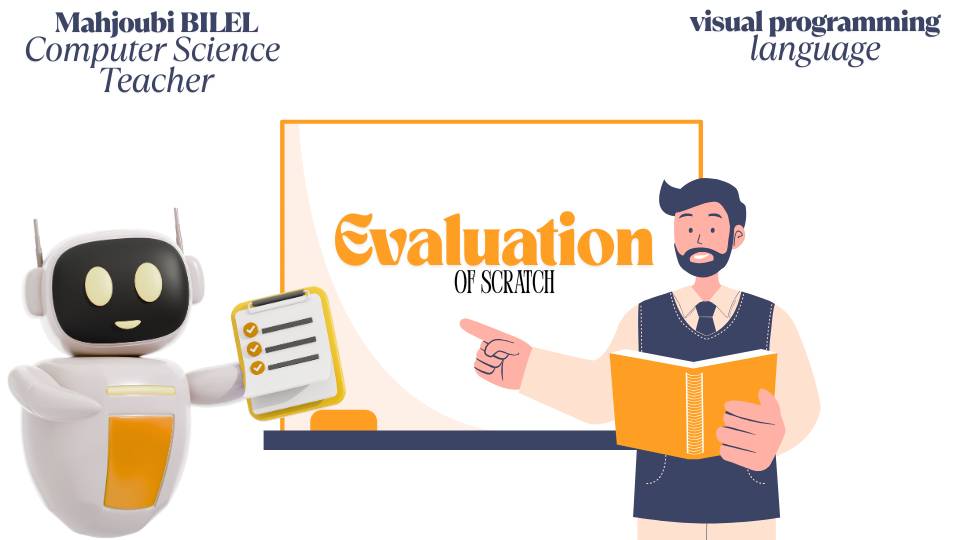 Mahjoubi BILEL
Computer Science
Teacher
visual programming
language
Evaluation
OF SCRATCH